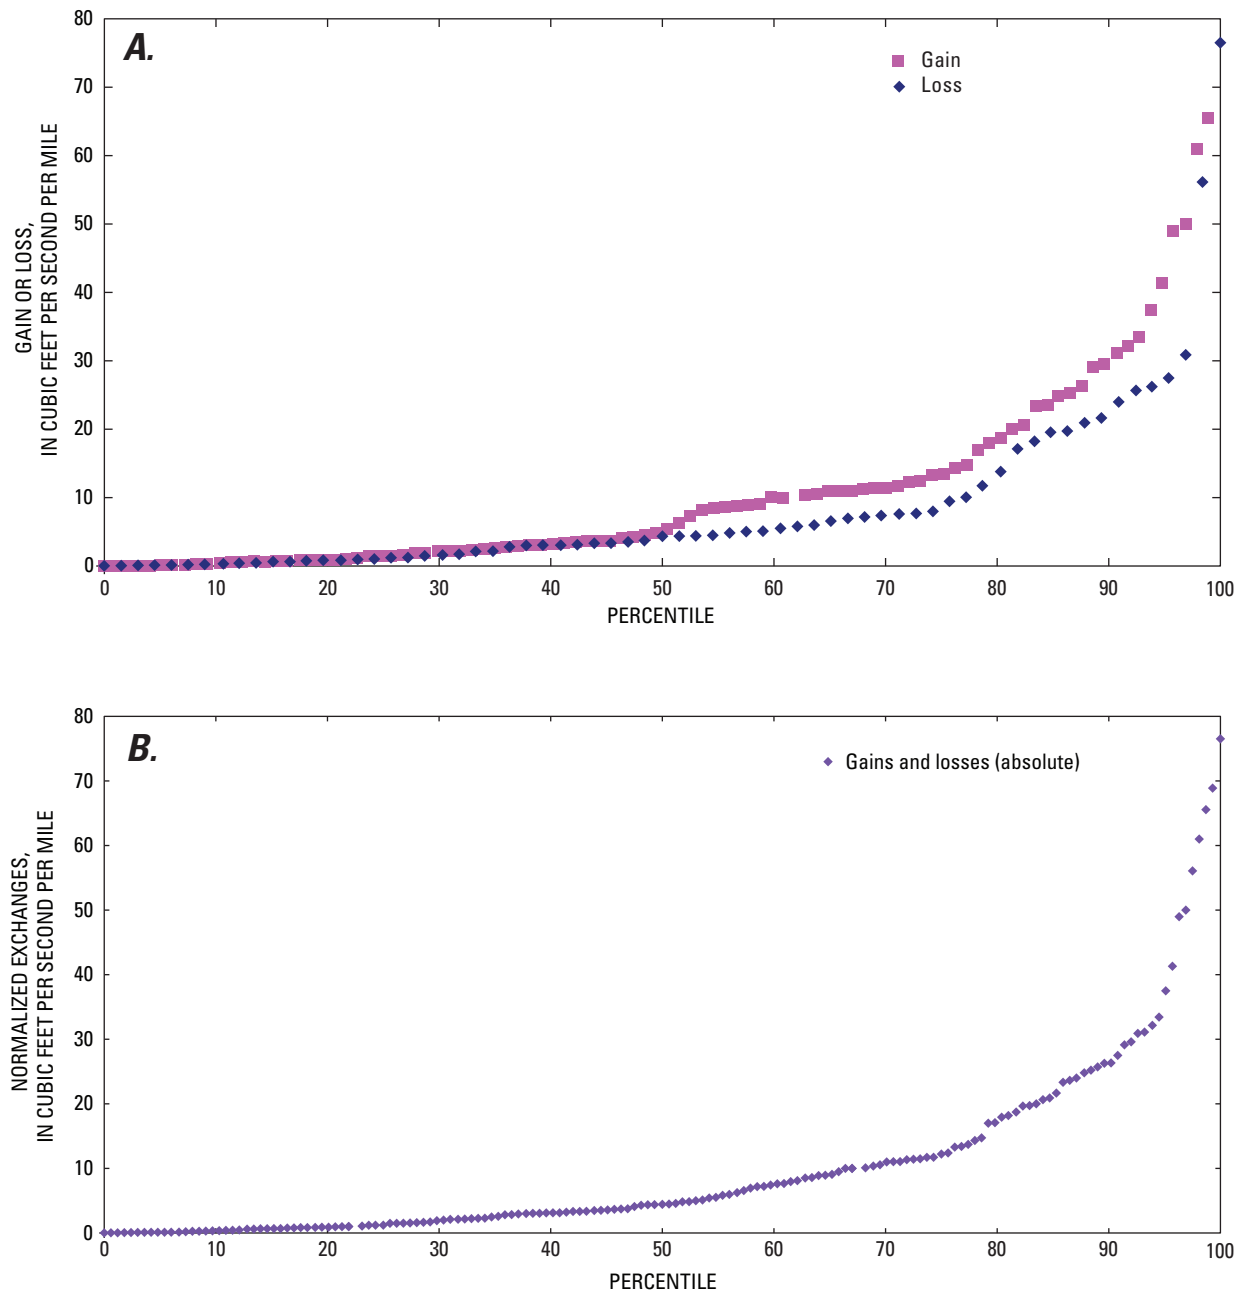 A.
Gain
Loss
GAIN OR LOSS,
IN CUBIC FEET PER SECOND PER MILE
80
70
60
50
40
30
20
10
0
0 10 20 30 40 50 60 70 80 90 100
PERCENTILE
B.
Gains and losses (absolute)
NORMALIZED EXCHANGES,
IN CUBIC FEET PER SECOND PER MILE
80
70
60
50
40
30
20
10
0
0 10 20 30 40 50 60 70 80 90 100
PERCENTILE